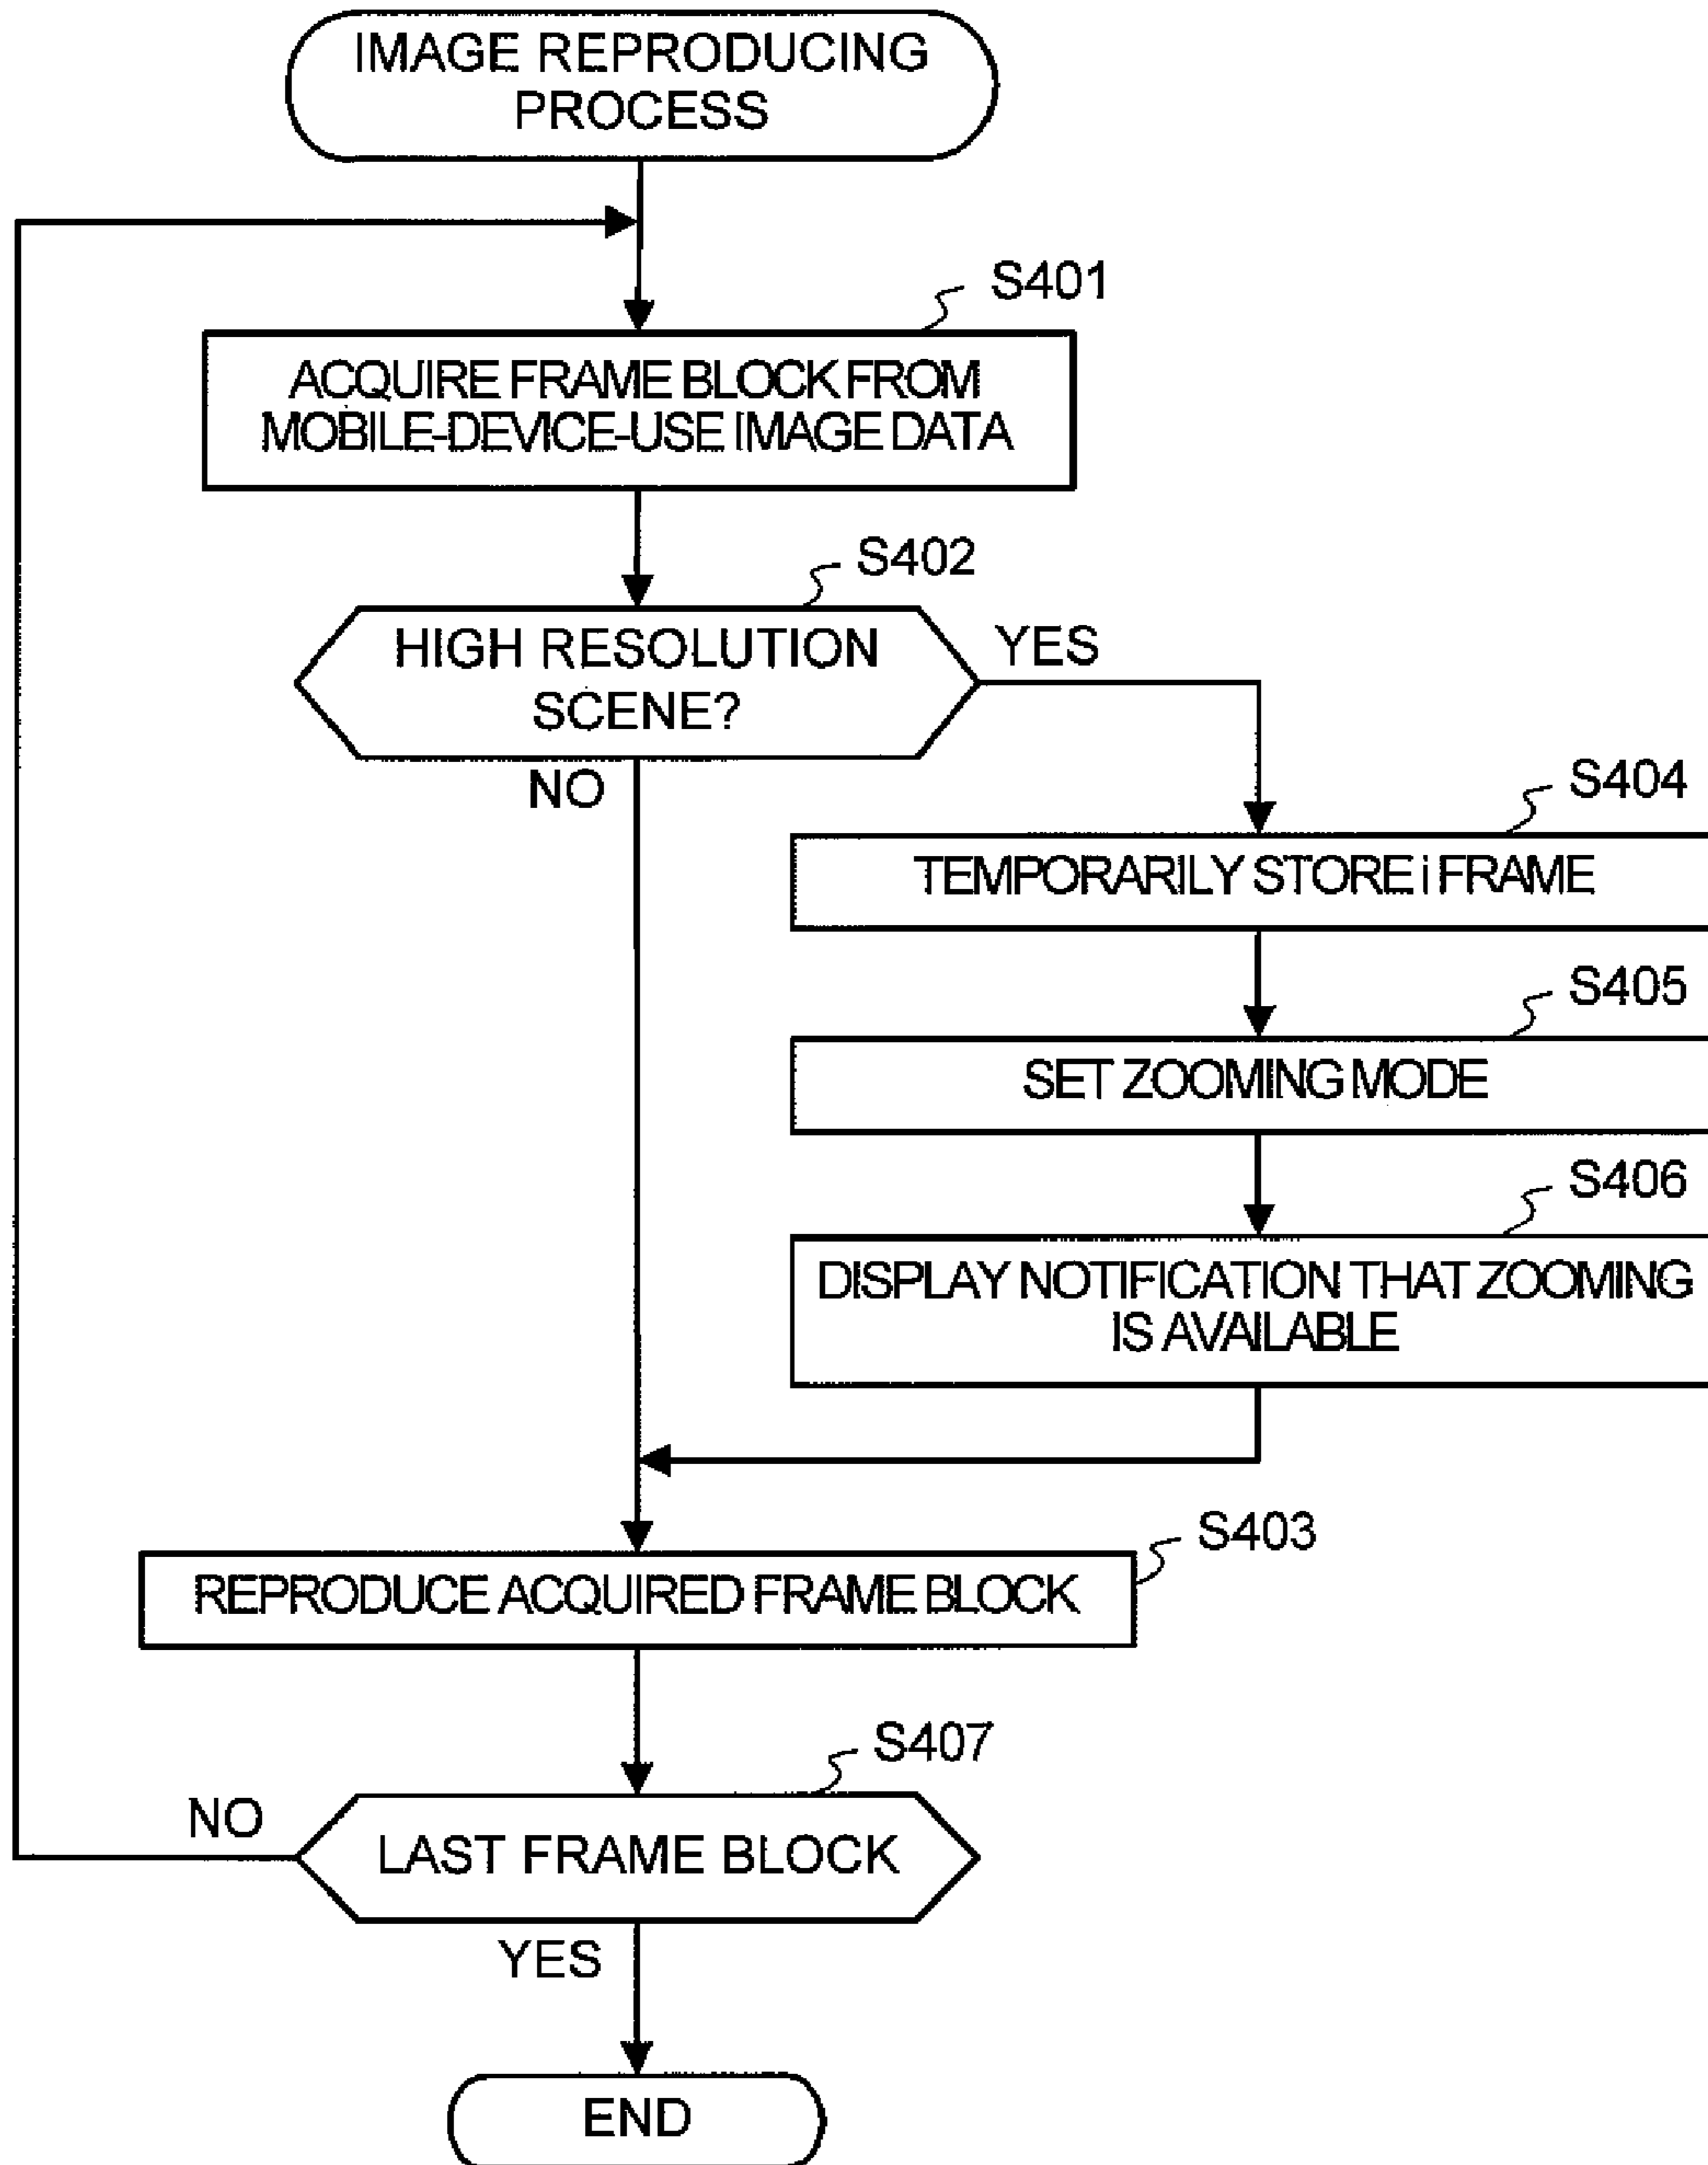 IMAGE REPRODUCING
PROCESS
S401
ACQUIRE FRAME BLOCK FROM
MOBILE-DEVICE-USE IMAGE DATA
S402
HIGH RESOLUTION
SCENE?
YES
NO
S404
TEMPORARILY STORE i FRAME
S405
SET ZOOMING MODE
S406
DISPLAY NOTIFICATION THAT ZOOMING
IS AVAILABLE
S403
REPRODUCE ACQUIRED FRAME BLOCK
S407
NO
LAST FRAME BLOCK
YES
END